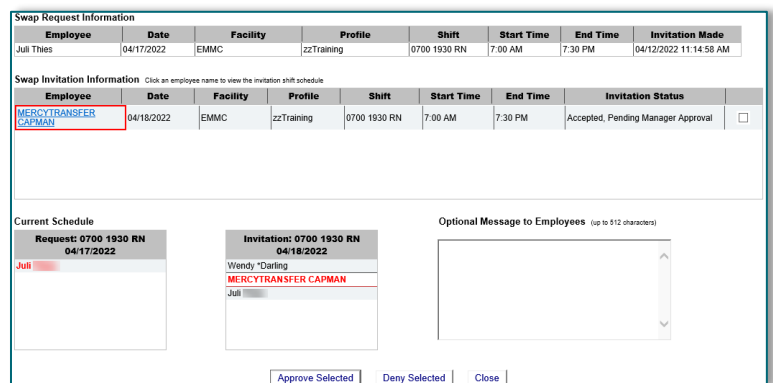 Swap Request Information
Employee Date Facility Profile Shift Start Time End Time Invitation Made
Juli Thies 04/17/2022 EMMC zzTraining 0700 1930 RN 7:00 AM 7:30 PM 04/12/2022 11:14:58 AM
Swap Invitation Information Click an employee name to view the invitation shift schedule
Employee Date Facility Profile Shift Start Time End Time Invitation Status
MERCYTRANSFER
CAPMAN 04/18/2022 EMMC zzTraining 0700 1930 RN 7:00 AM 7:30 PM Accepted, Pending Manager Approval
Current Schedule
Request: 0700 1930 RN
04/17/2022
Juli
Invitation: 0700 1930 RN
04/18/2022
Wendy *Darling
MERCYTRANSFER CAPMAN
Juli
Optional Message to Employees (up to 512 characters)
Approve Selected Deny Selected Close